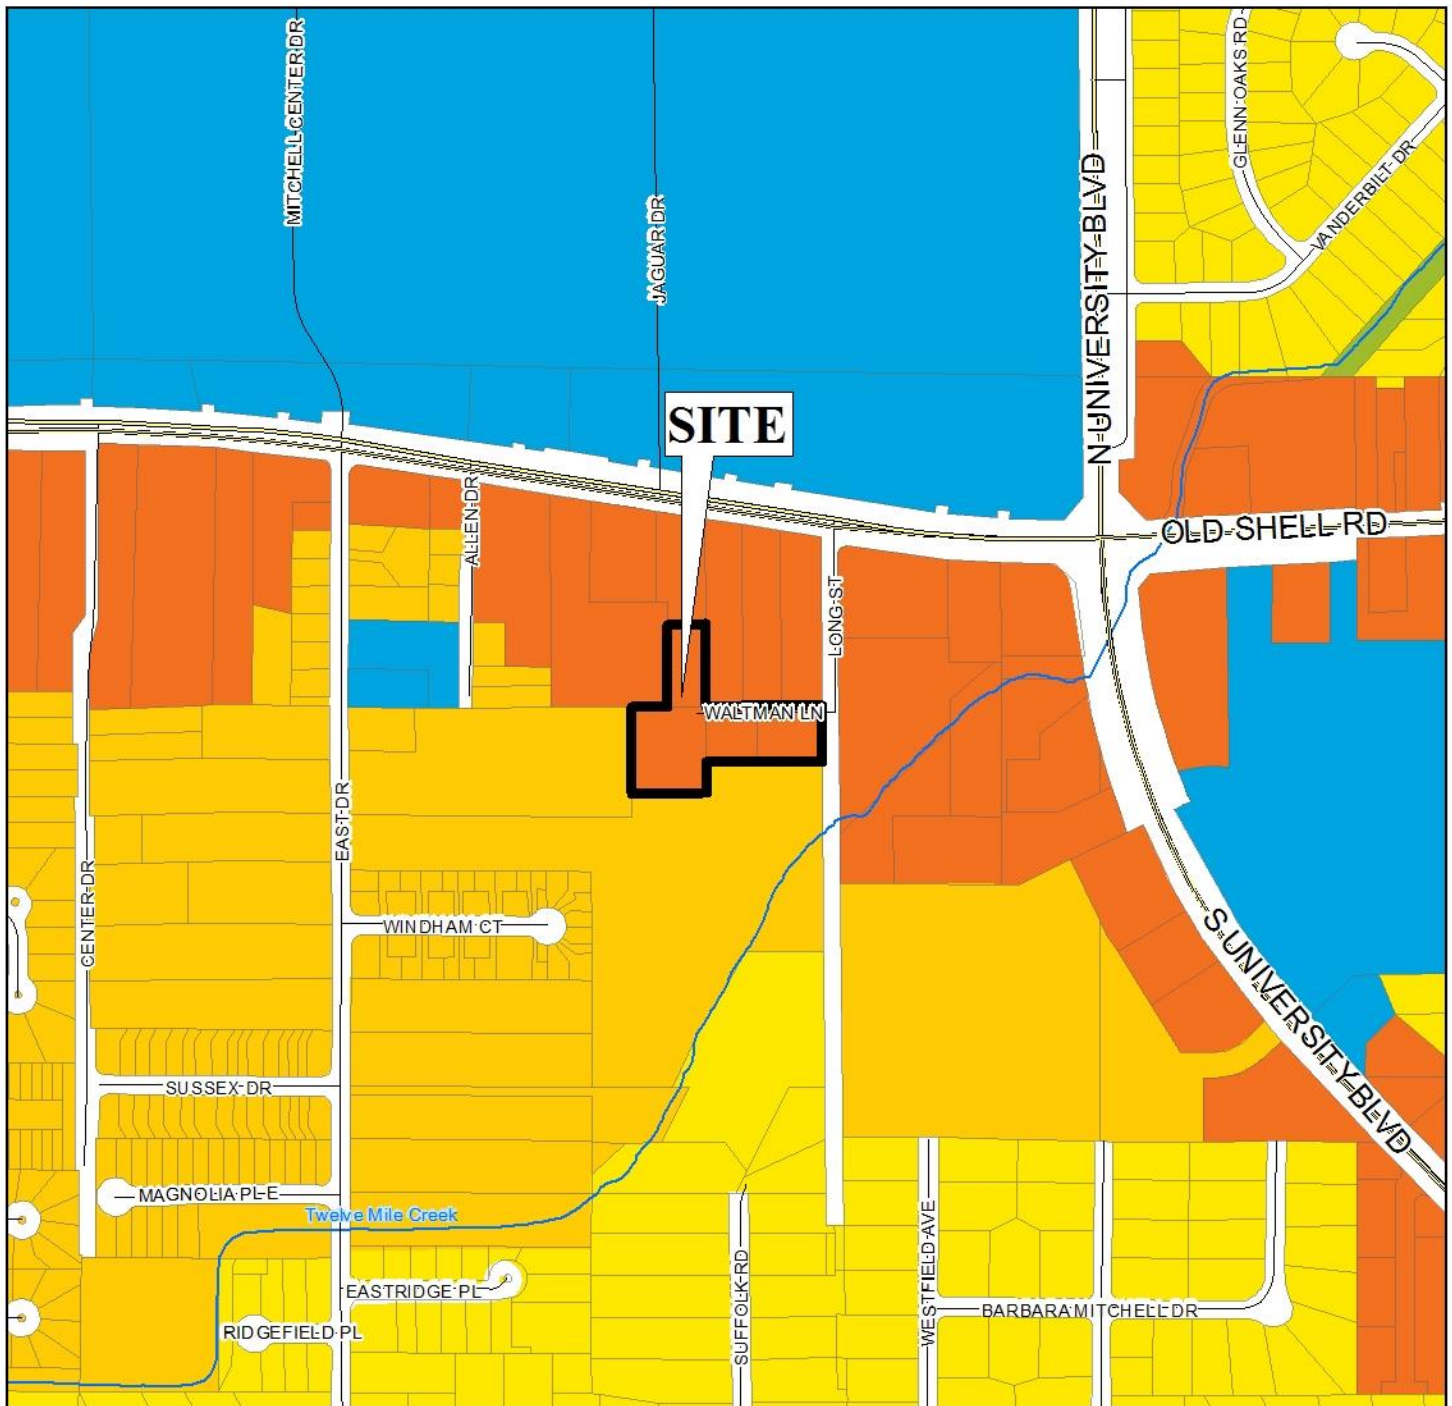 MITCHELL CENTER DR
JAGUAR DR
N UNIVERSITY BLVD
GLENN OAKS RD
VANDERBILT DR
SITE
OLD SHELL RD
ALLEN DR
LONG ST
WALTMAN LN
EAST DR
CENTER DR
WINDHAM CT
S UNIVERSITY BLVD
SUSSEX DR
MAGNOLIA PL E
Twelve Mile Creek
EASTRIDGE PL
RIDGEFIELD PL
SUFFOLK RD
WESTFIELD AVE
BARBARA MITCHELL DR